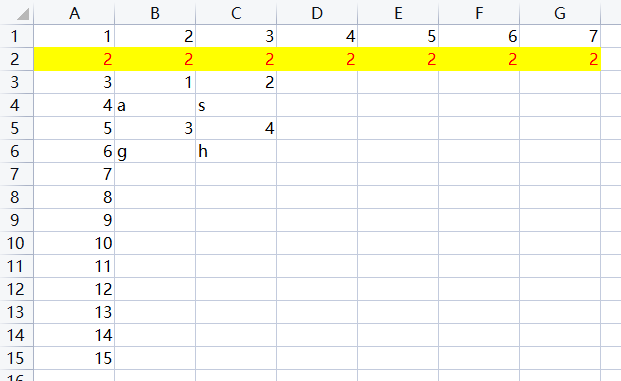 A B C D E F G
1 1 2 3 4 5 6 7
2 2 2 2 2 2 2 2
3 3 1 2
4 4 a s
5 5 3 4
6 6 g h
7 7
8 8
9 9
10 10
11 11
12 12
13 13
14 14
15 15